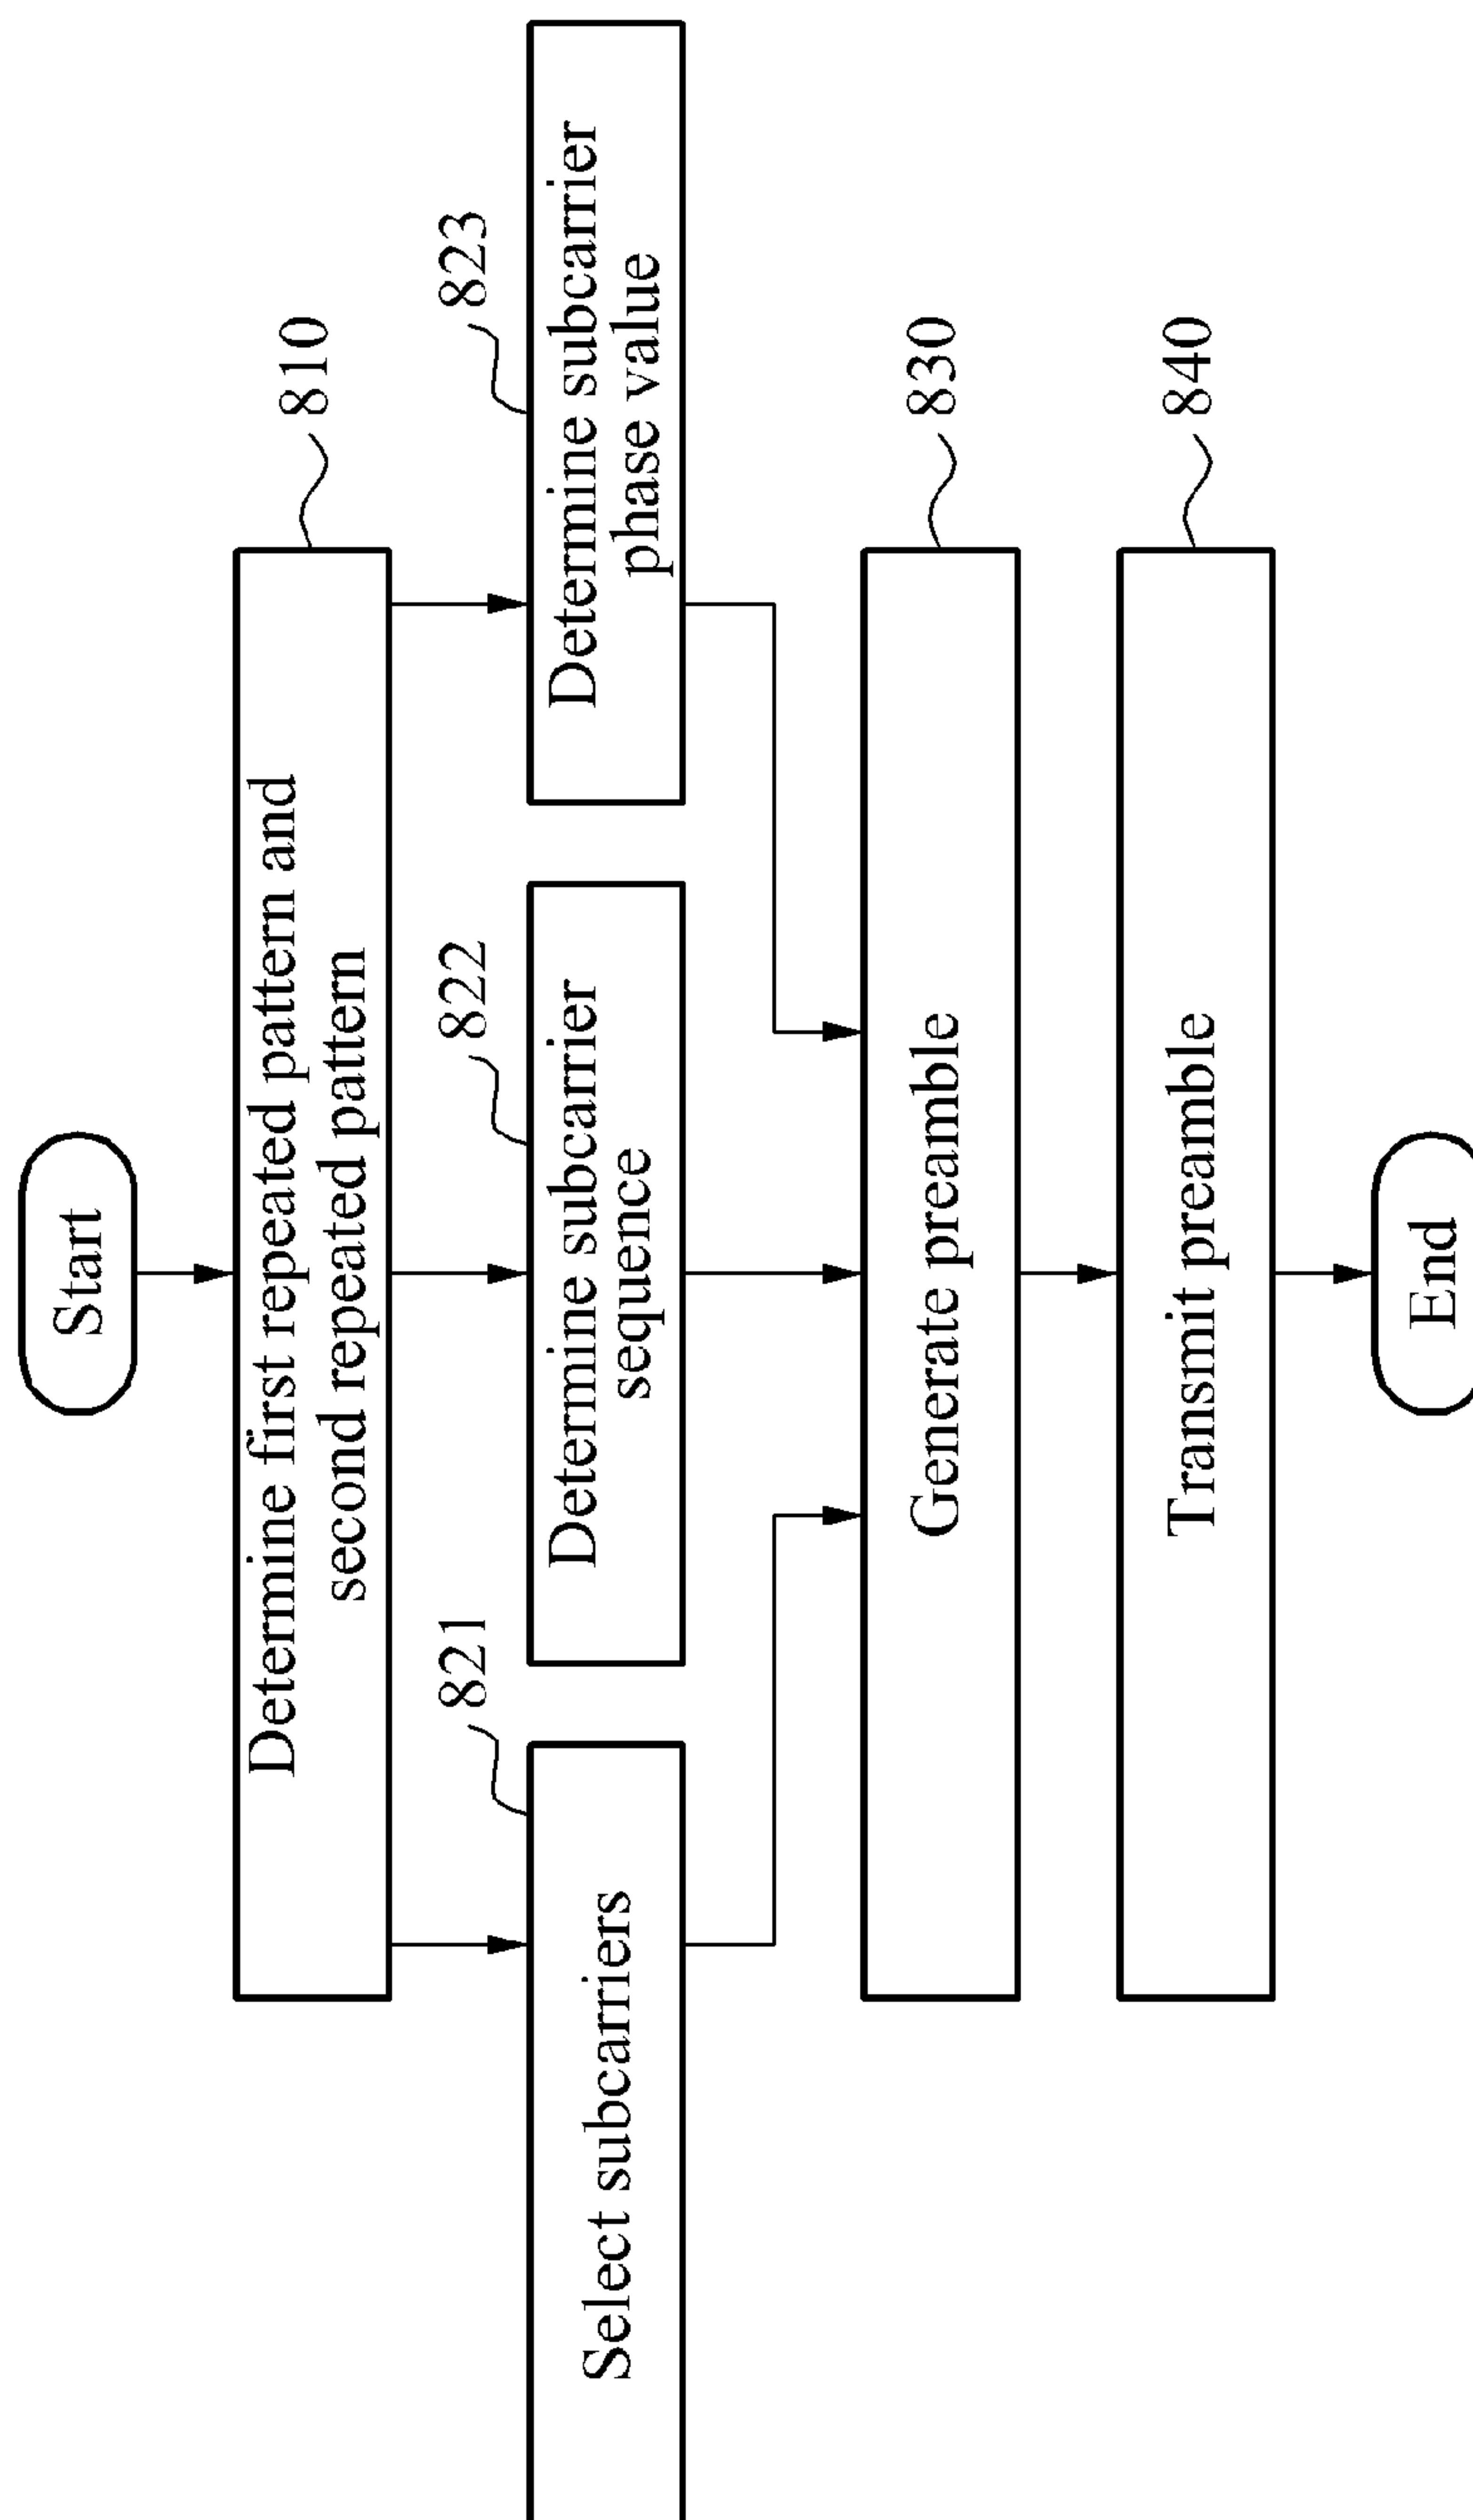 Start
810
Determine first repeated pattern and
second repeated pattern
821
822
823
Select subcarriers
Determine subcarrier
sequence
Determine subcarrier
phase value
830
Generate preamble
840
Transmit preamble
End